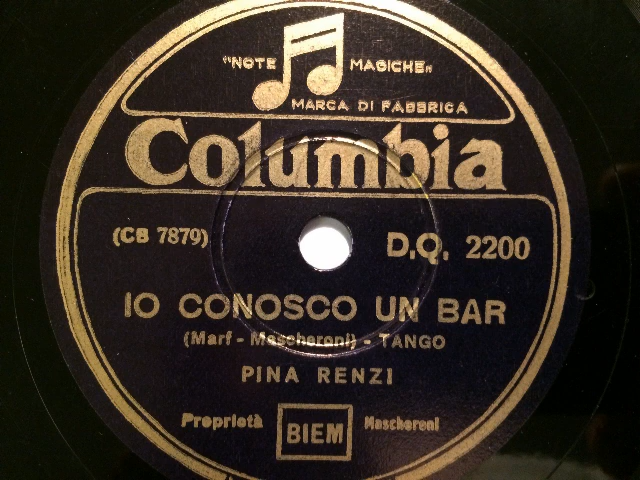 "NOTE MAGICHE"
MARCA DI FABBRICA
Columbia
(CB 7879) D.Q. 2200
IO CONOSCO UN BAR
(Marf - Mascheroni) - TANGO
PINA RENZI
Proprietà BIEM Mascheroni